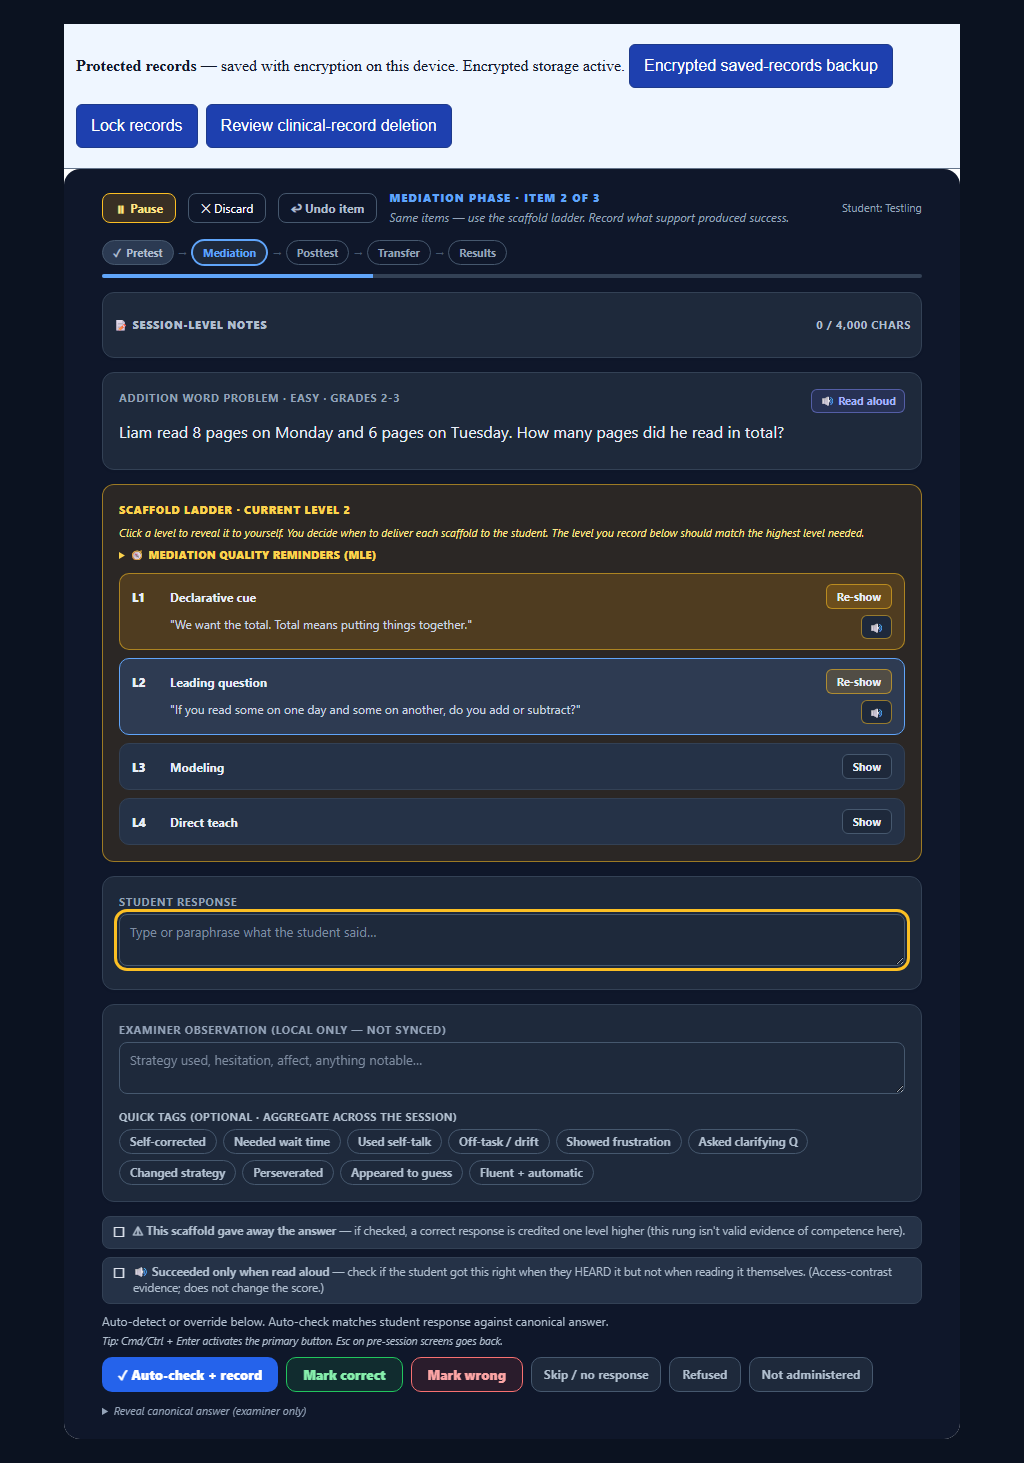 Protected records — saved with encryption on this device. Encrypted storage active. Encrypted saved-records backup
Lock records Review clinical-record deletion
⏸ Pause ✕ Discard ↩ Undo item MEDIATION PHASE · ITEM 2 OF 3
Same items — use the scaffold ladder. Record what support produced success.
Student: Testling
✓ Pretest → Mediation → Posttest → Transfer → Results
📝 SESSION-LEVEL NOTES 0 / 4,000 CHARS
ADDITION WORD PROBLEM · EASY · GRADES 2-3 🔊 Read aloud
Liam read 8 pages on Monday and 6 pages on Tuesday. How many pages did he read in total?
SCAFFOLD LADDER · CURRENT LEVEL 2
Click a level to reveal it to yourself. You decide when to deliver each scaffold to the student. The level you record below should match the highest level needed.
▶ 🧭 MEDIATION QUALITY REMINDERS (MLE)
L1 Declarative cue Re-show
"We want the total. Total means putting things together." 🔊
L2 Leading question Re-show
"If you read some on one day and some on another, do you add or subtract?" 🔊
L3 Modeling Show
L4 Direct teach Show
STUDENT RESPONSE
Type or paraphrase what the student said...
EXAMINER OBSERVATION (LOCAL ONLY — NOT SYNCED)
Strategy used, hesitation, affect, anything notable...
QUICK TAGS (OPTIONAL · AGGREGATE ACROSS THE SESSION)
Self-corrected Needed wait time Used self-talk Off-task / drift Showed frustration Asked clarifying Q
Changed strategy Perseverated Appeared to guess Fluent + automatic
⚠ This scaffold gave away the answer — if checked, a correct response is credited one level higher (this rung isn't valid evidence of competence here).
🔊 Succeeded only when read aloud — check if the student got this right when they HEARD it but not when reading it themselves. (Access-contrast
evidence; does not change the score.)
Auto-detect or override below. Auto-check matches student response against canonical answer.
Tip: Cmd/Ctrl + Enter activates the primary button. Esc on pre-session screens goes back.
✓ Auto-check + record Mark correct Mark wrong Skip / no response Refused Not administered
▶ Reveal canonical answer (examiner only)